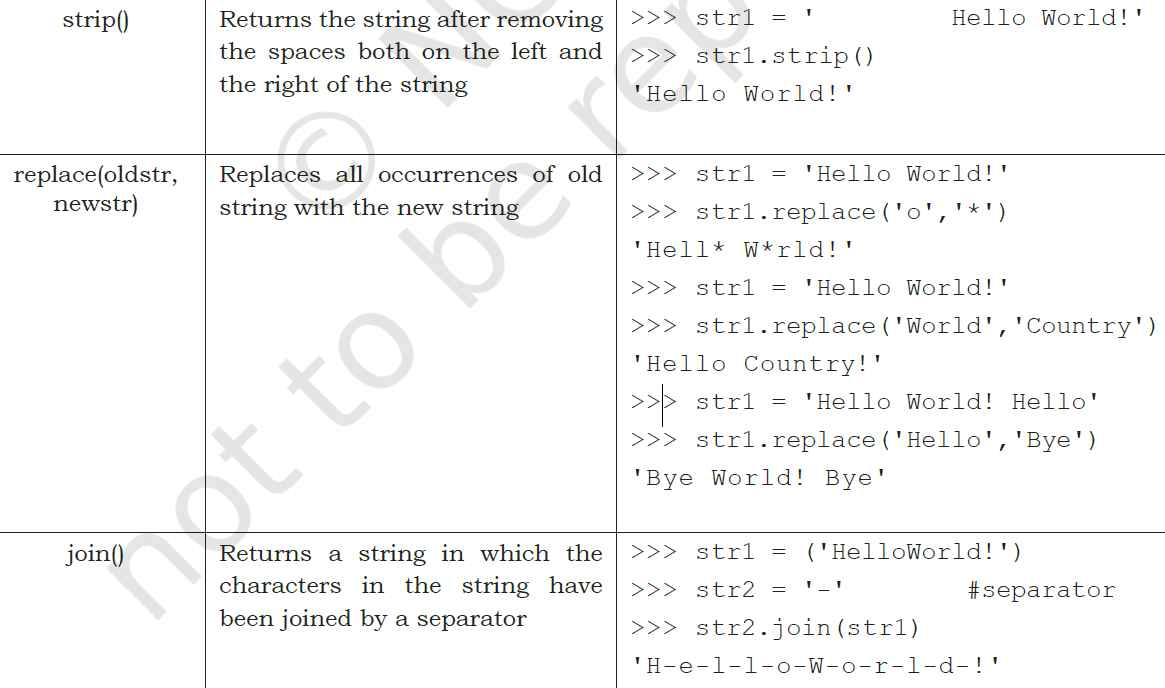 strip()
Returns the string after removing
the spaces both on the left and
the right of the string
>>> str1 = '         Hello World!'
>>> str1.strip()
'Hello World!'
replace(oldstr,
newstr)
Replaces all occurrences of old
string with the new string
>>> str1 = 'Hello World!'
>>> str1.replace('o','*')
'Hell* W*rld!'
>>> str1 = 'Hello World!'
>>> str1.replace('World','Country')
'Hello Country!'
>>> str1 = 'Hello World! Hello'
>>> str1.replace('Hello','Bye')
'Bye World! Bye'
join()
Returns a string in which the
characters in the string have
been joined by a separator
>>> str1 = ('HelloWorld!')
>>> str2 = '-'        #separator
>>> str2.join(str1)
'H-e-l-l-o-W-o-r-l-d-!'
©
not to be rep